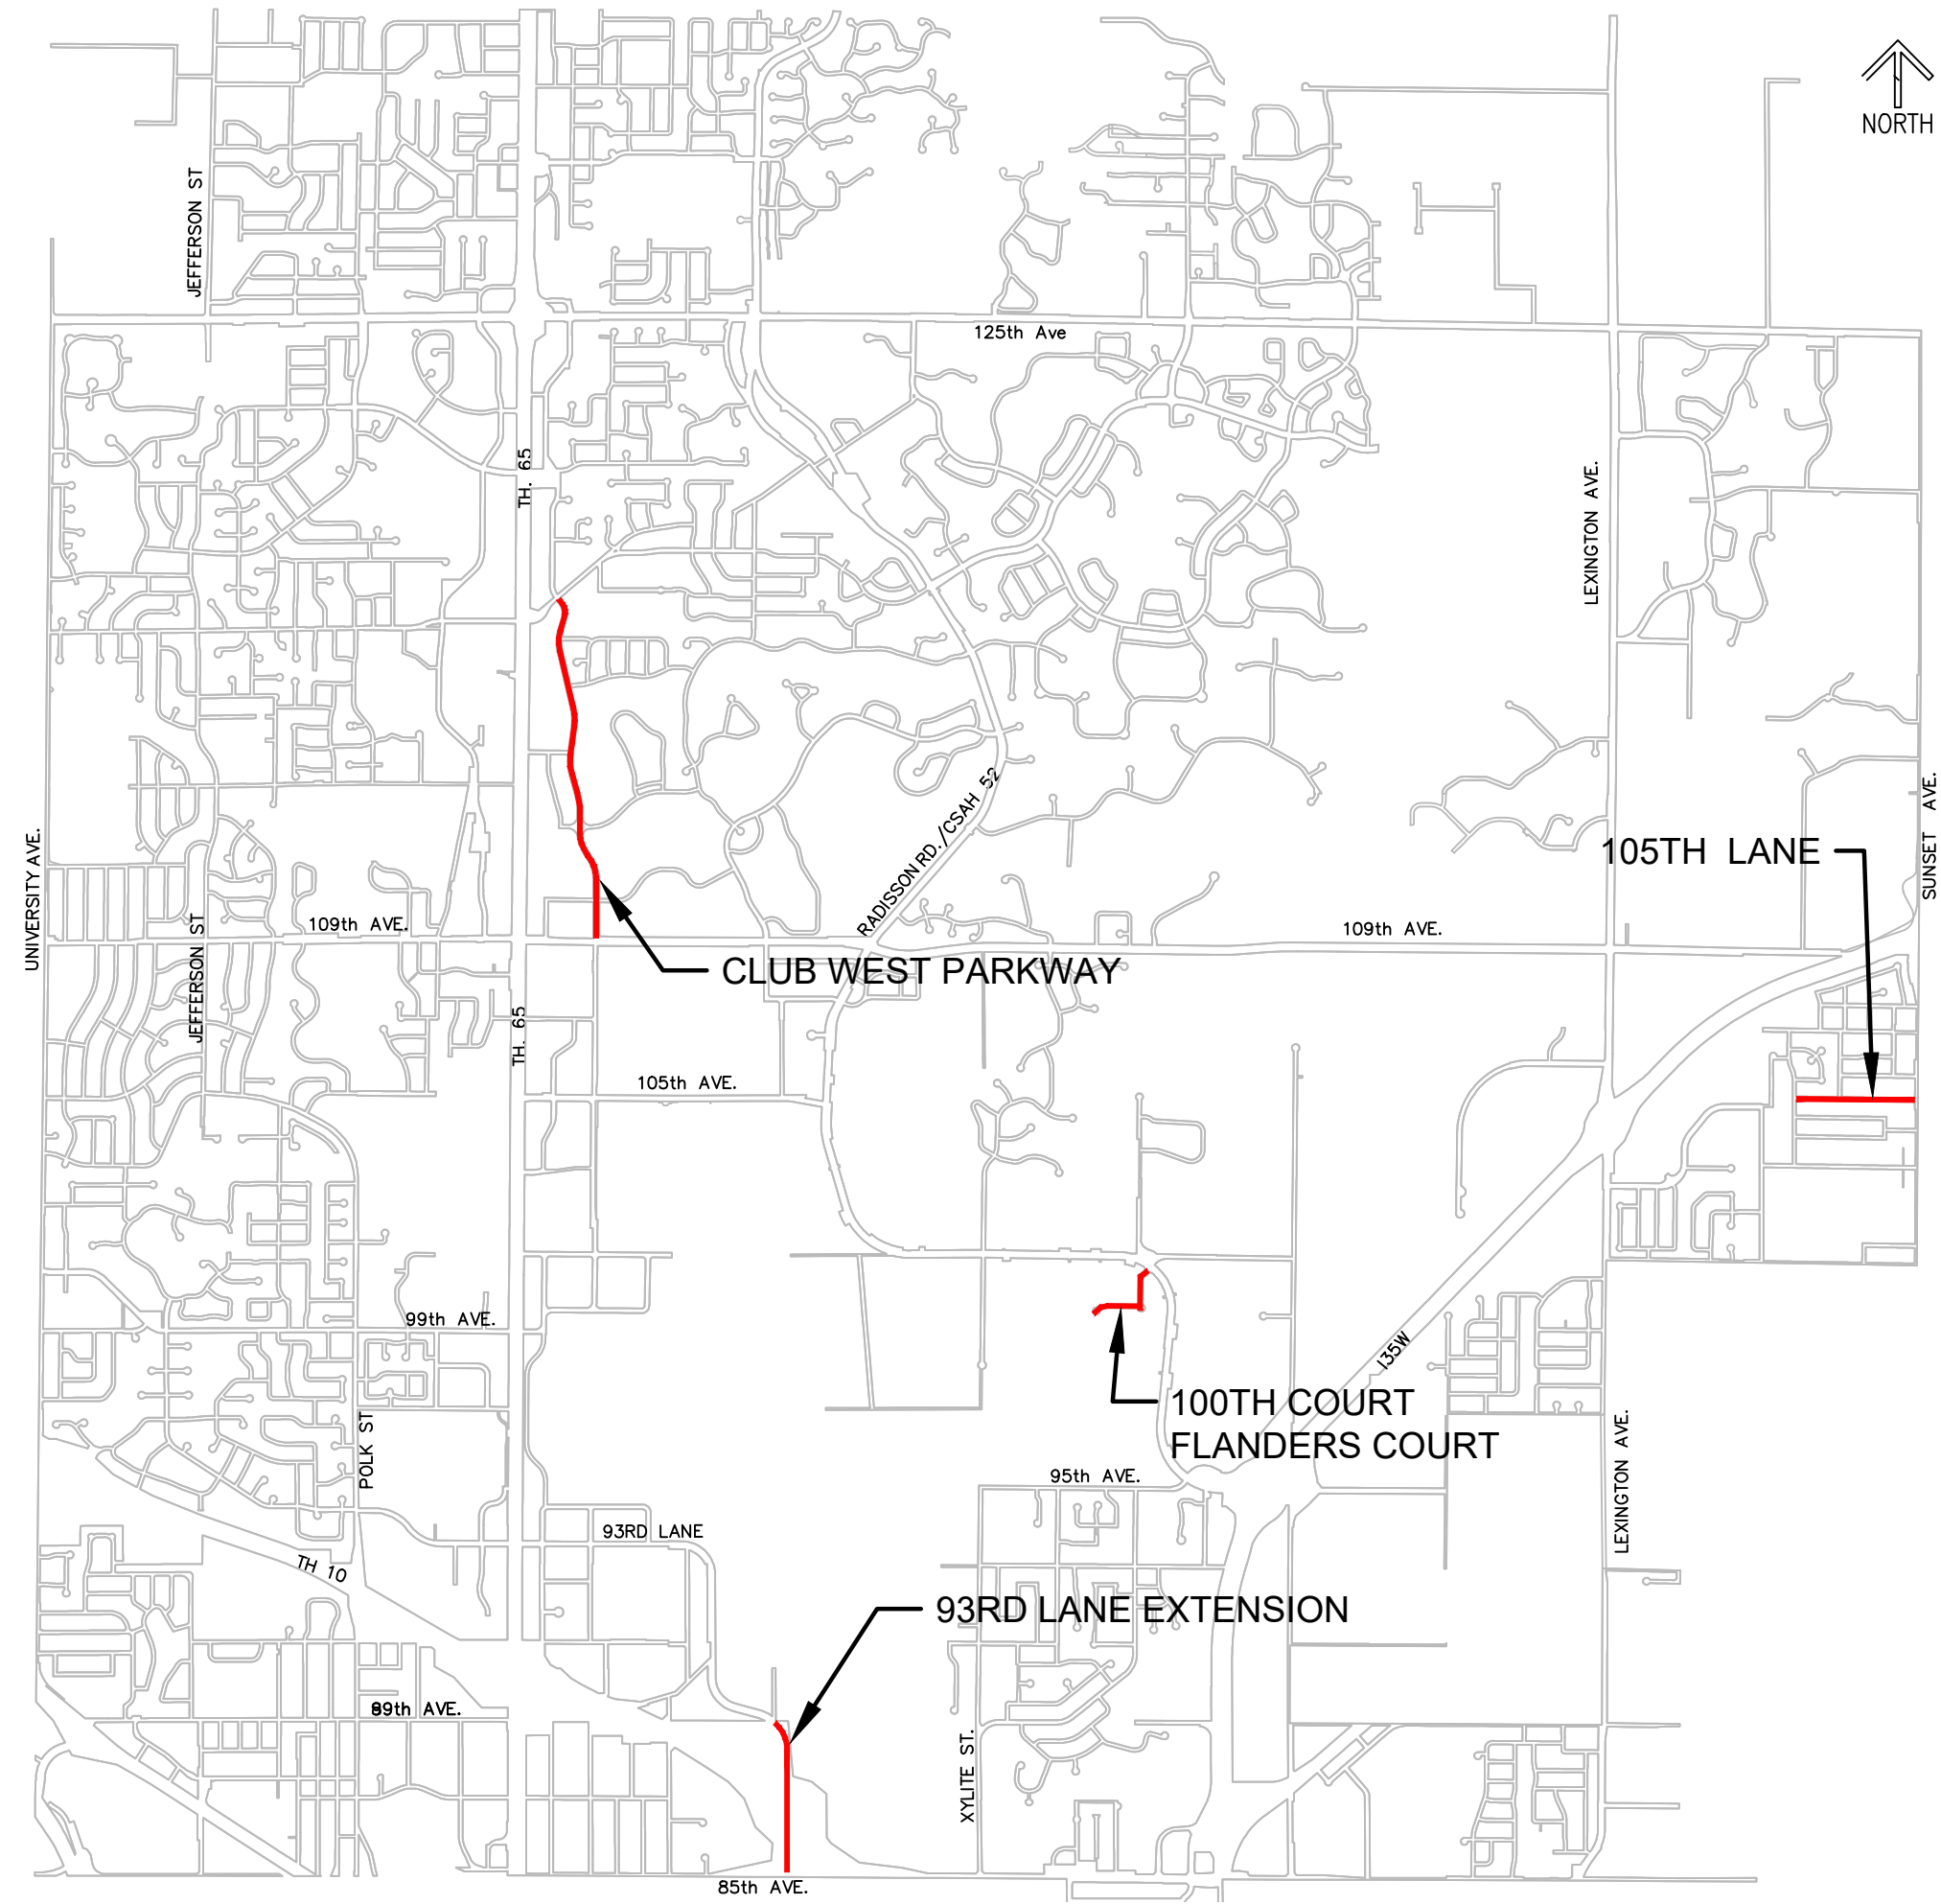 NORTH
JEFFERSON ST
125th Ave
TH. 65
LEXINGTON AVE.
RADISSON RD./CSAH 52
SUNSET AVE.
UNIVERSITY AVE.
105TH LANE
109th AVE.
JEFFERSON ST
109th AVE.
CLUB WEST PARKWAY
TH. 65
105th AVE.
99th AVE.
I35W
100TH COURT
FLANDERS COURT
POLK ST
95th AVE.
LEXINGTON AVE.
93RD LANE
TH 10
93RD LANE EXTENSION
89th AVE.
XYLITE ST.
85th AVE.